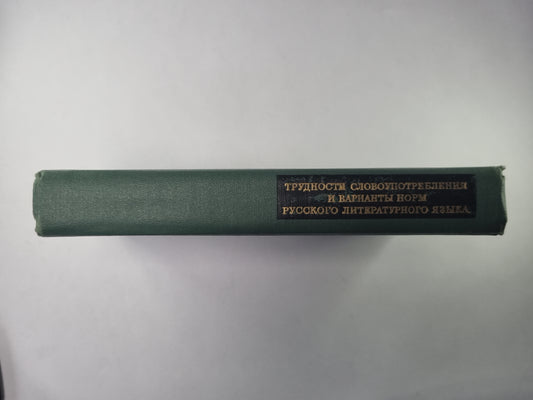 ТРУДНОСТИ СЛОВОУПОТРЕБЛЕНИЯ
И ВАРИАНТЫ НОРМ
РУССКОГО ЛИТЕРАТУРНОГО ЯЗЫКА